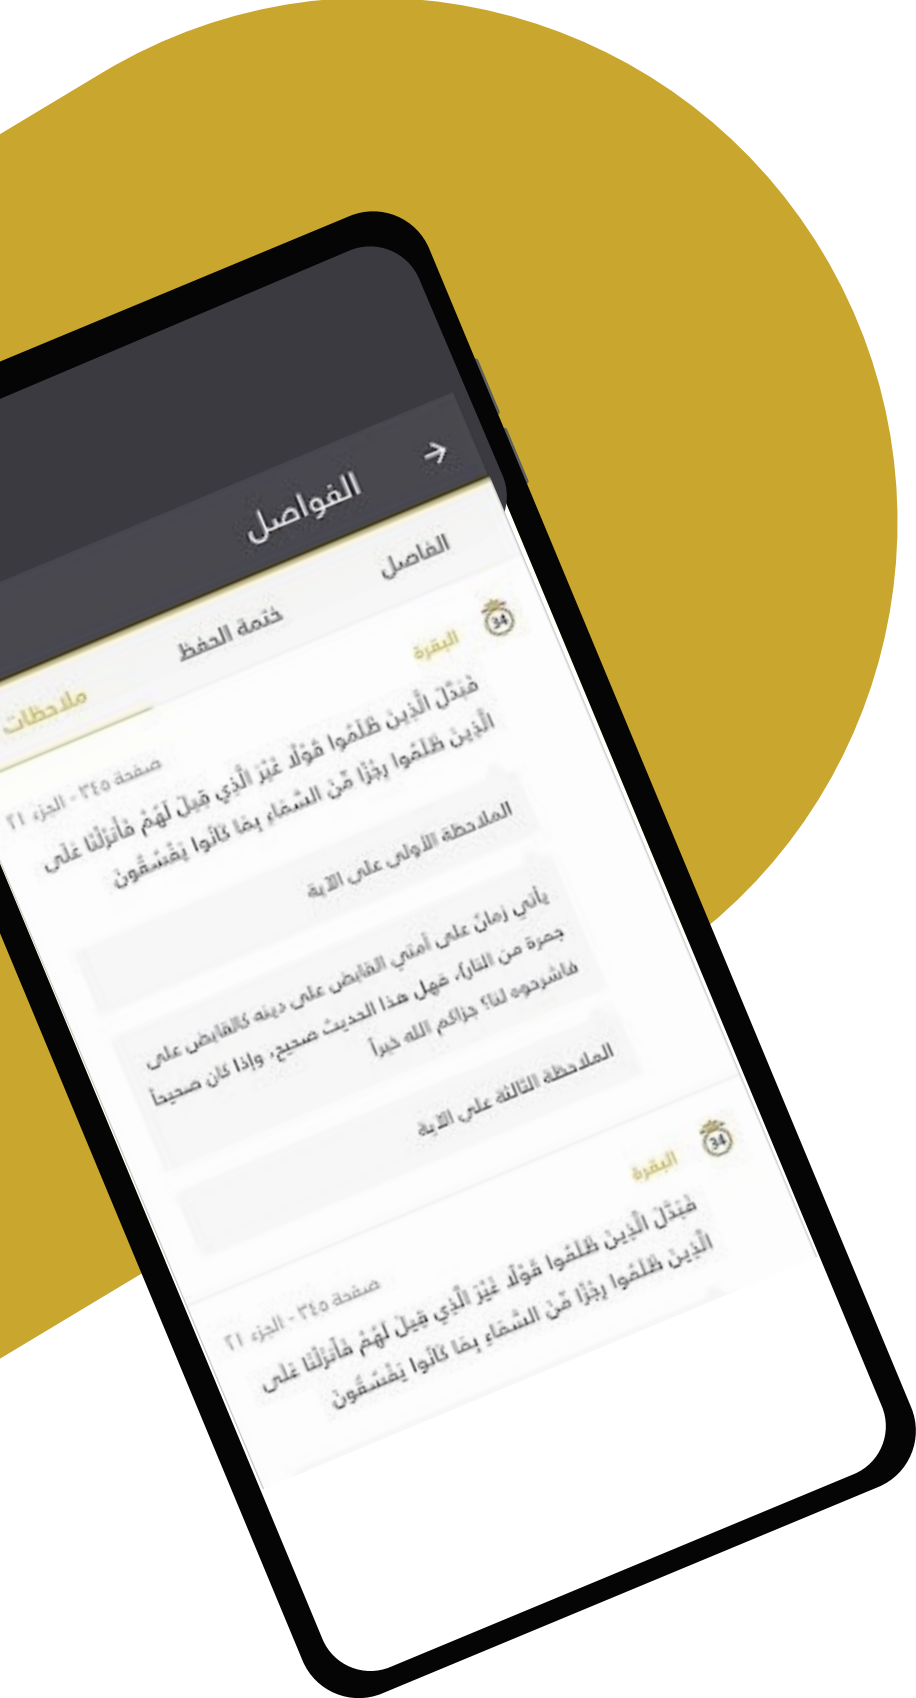 الفواصل
الفاصل ختمة الحفظ ملاحظات
34
البقرة
صفحة ٣٤٥ - الجزء ٢١
فَبَدَّلَ الَّذِينَ ظَلَمُوا قَوْلًا غَيْرَ الَّذِي قِيلَ لَهُمْ فَأَنزَلْنَا عَلَى
الَّذِينَ ظَلَمُوا رِجْزًا مِّنَ السَّمَاءِ بِمَا كَانُوا يَفْسُقُونَ
الملاحظة الأولى على الآية
يأتي زمانٌ على أمتي القابض على دينه كالقابض على
جمرة من النار)، فهل هذا الحديث صحيح، وإذا كان صحيحاً
فاشرحوه لنا؟ جزاكم الله خيراً
الملاحظة الثالثة على الآية
34
البقرة
صفحة ٣٤٥ - الجزء ٢١
فَبَدَّلَ الَّذِينَ ظَلَمُوا قَوْلًا غَيْرَ الَّذِي قِيلَ لَهُمْ فَأَنزَلْنَا عَلَى
الَّذِينَ ظَلَمُوا رِجْزًا مِّنَ السَّمَاءِ بِمَا كَانُوا يَفْسُقُونَ